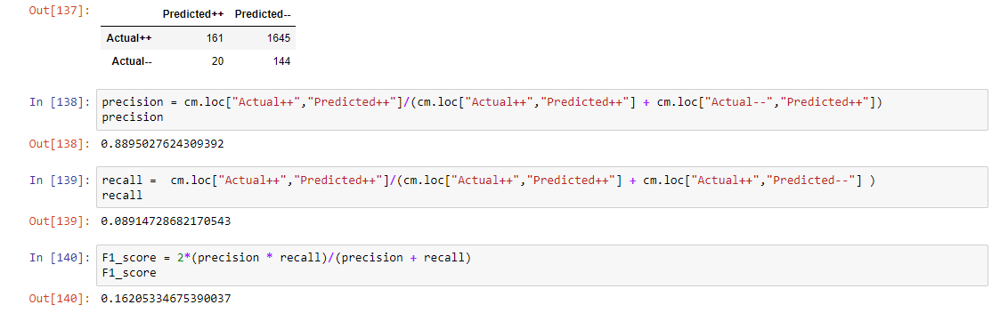 Out[137]:
Predicted++ Predicted--
Actual++ 161 1645
Actual-- 20 144
In [138]: precision = cm.loc["Actual++","Predicted++"]/(cm.loc["Actual++","Predicted++"] + cm.loc["Actual--","Predicted++"])
precision
Out[138]: 0.8895027624309392
In [139]: recall =  cm.loc["Actual++","Predicted++"]/(cm.loc["Actual++","Predicted++"] + cm.loc["Actual++","Predicted--"] )
recall
Out[139]: 0.08914728682170543
In [140]: F1_score = 2*(precision * recall)/(precision + recall)
F1_score
Out[140]: 0.16205334675390037